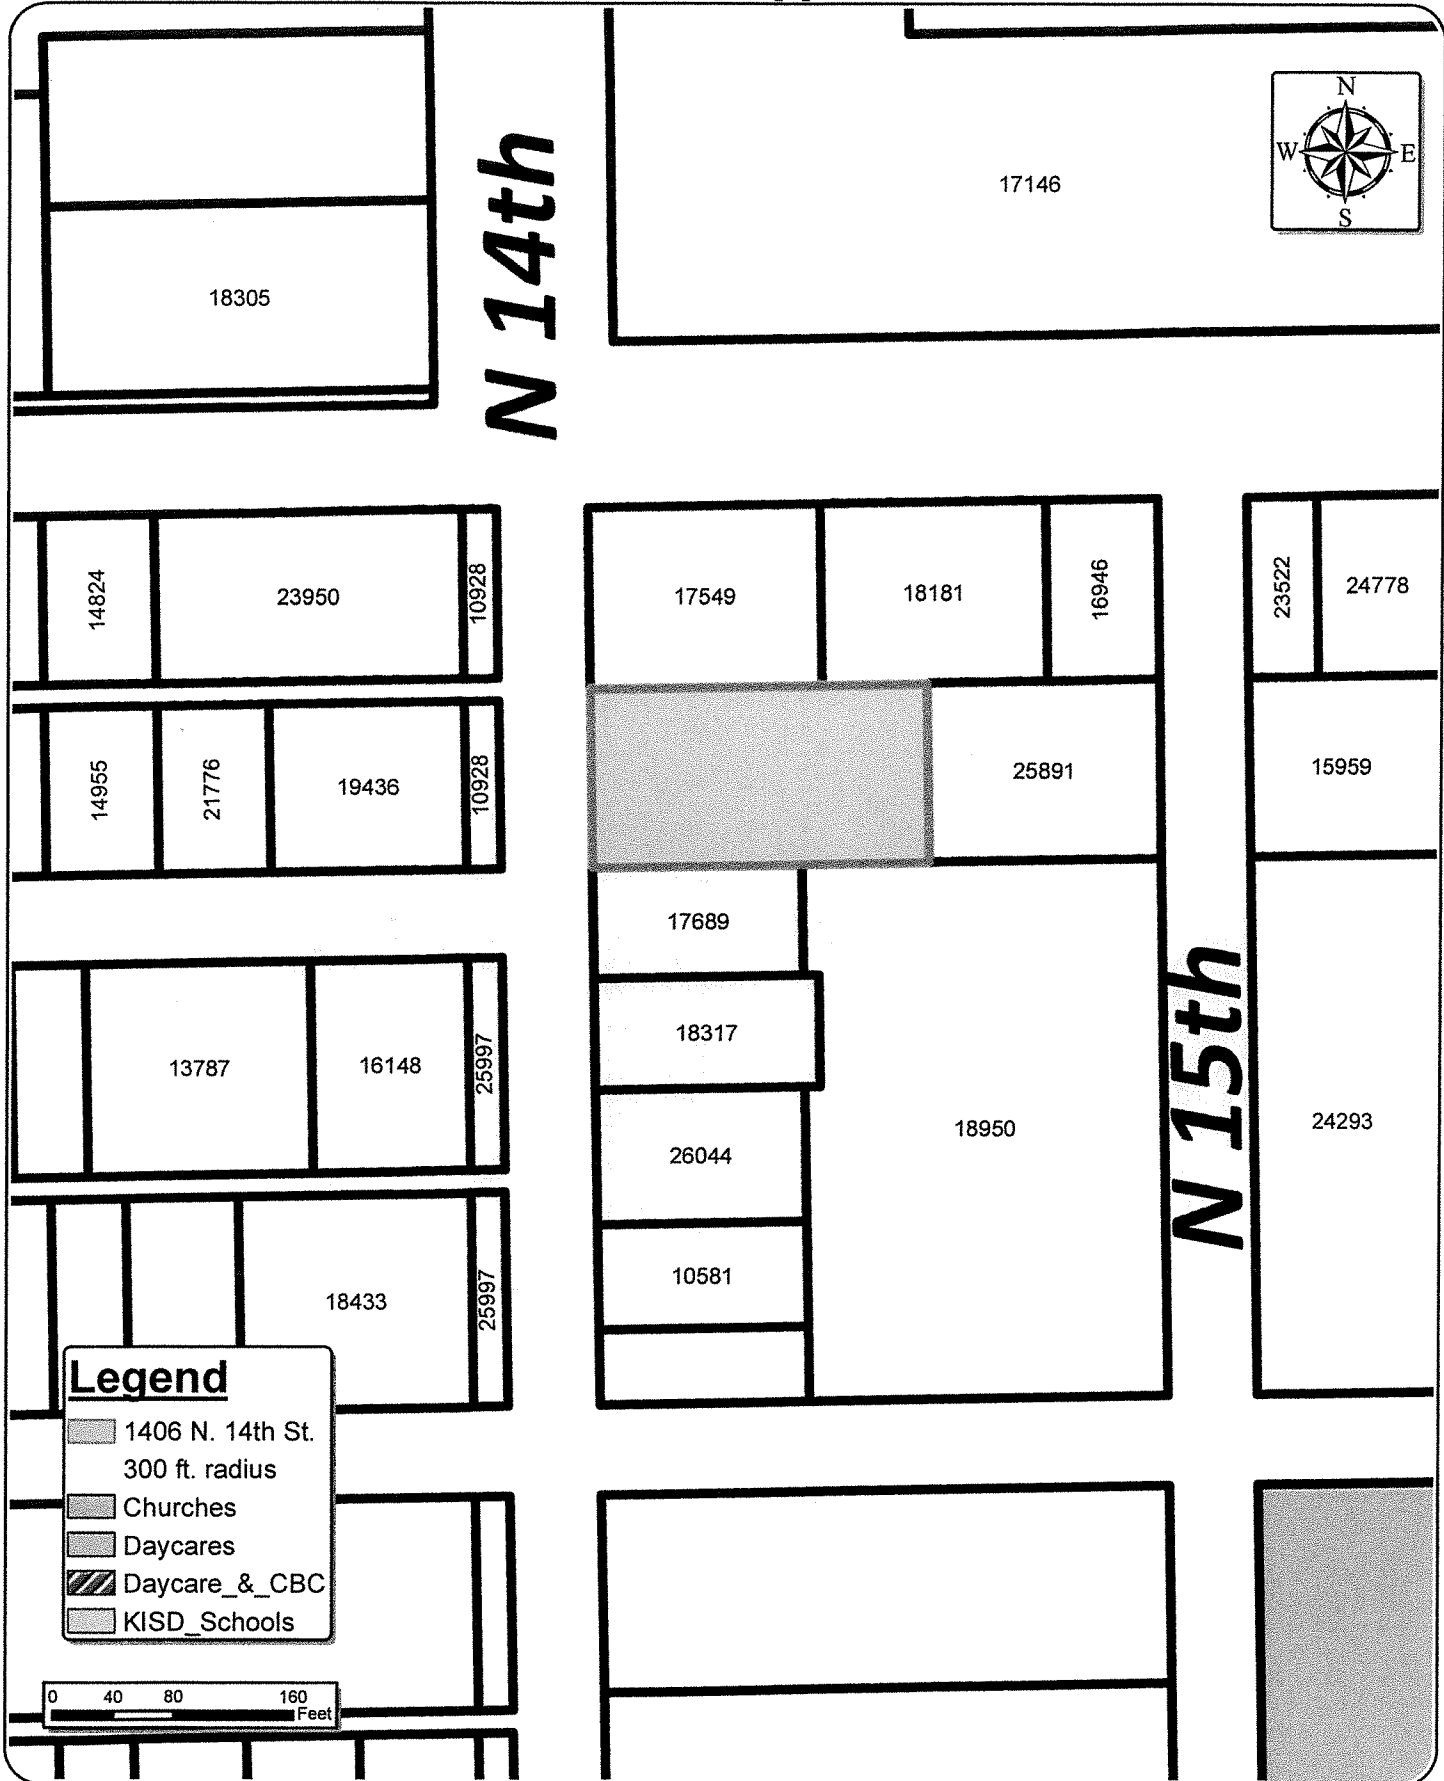 N
W
E
S
17146
N 14th
18305
14824
23950
10928
17549
18181
16946
23522
24778
14955
21776
19436
10928
25891
15959
17689
18317
13787
16148
25997
26044
18950
N 15th
24293
10581
18433
25997
Legend
1406 N. 14th St.
300 ft. radius
Churches
Daycares
Daycare_&_CBC
KISD_Schools
0 40 80 160
Feet